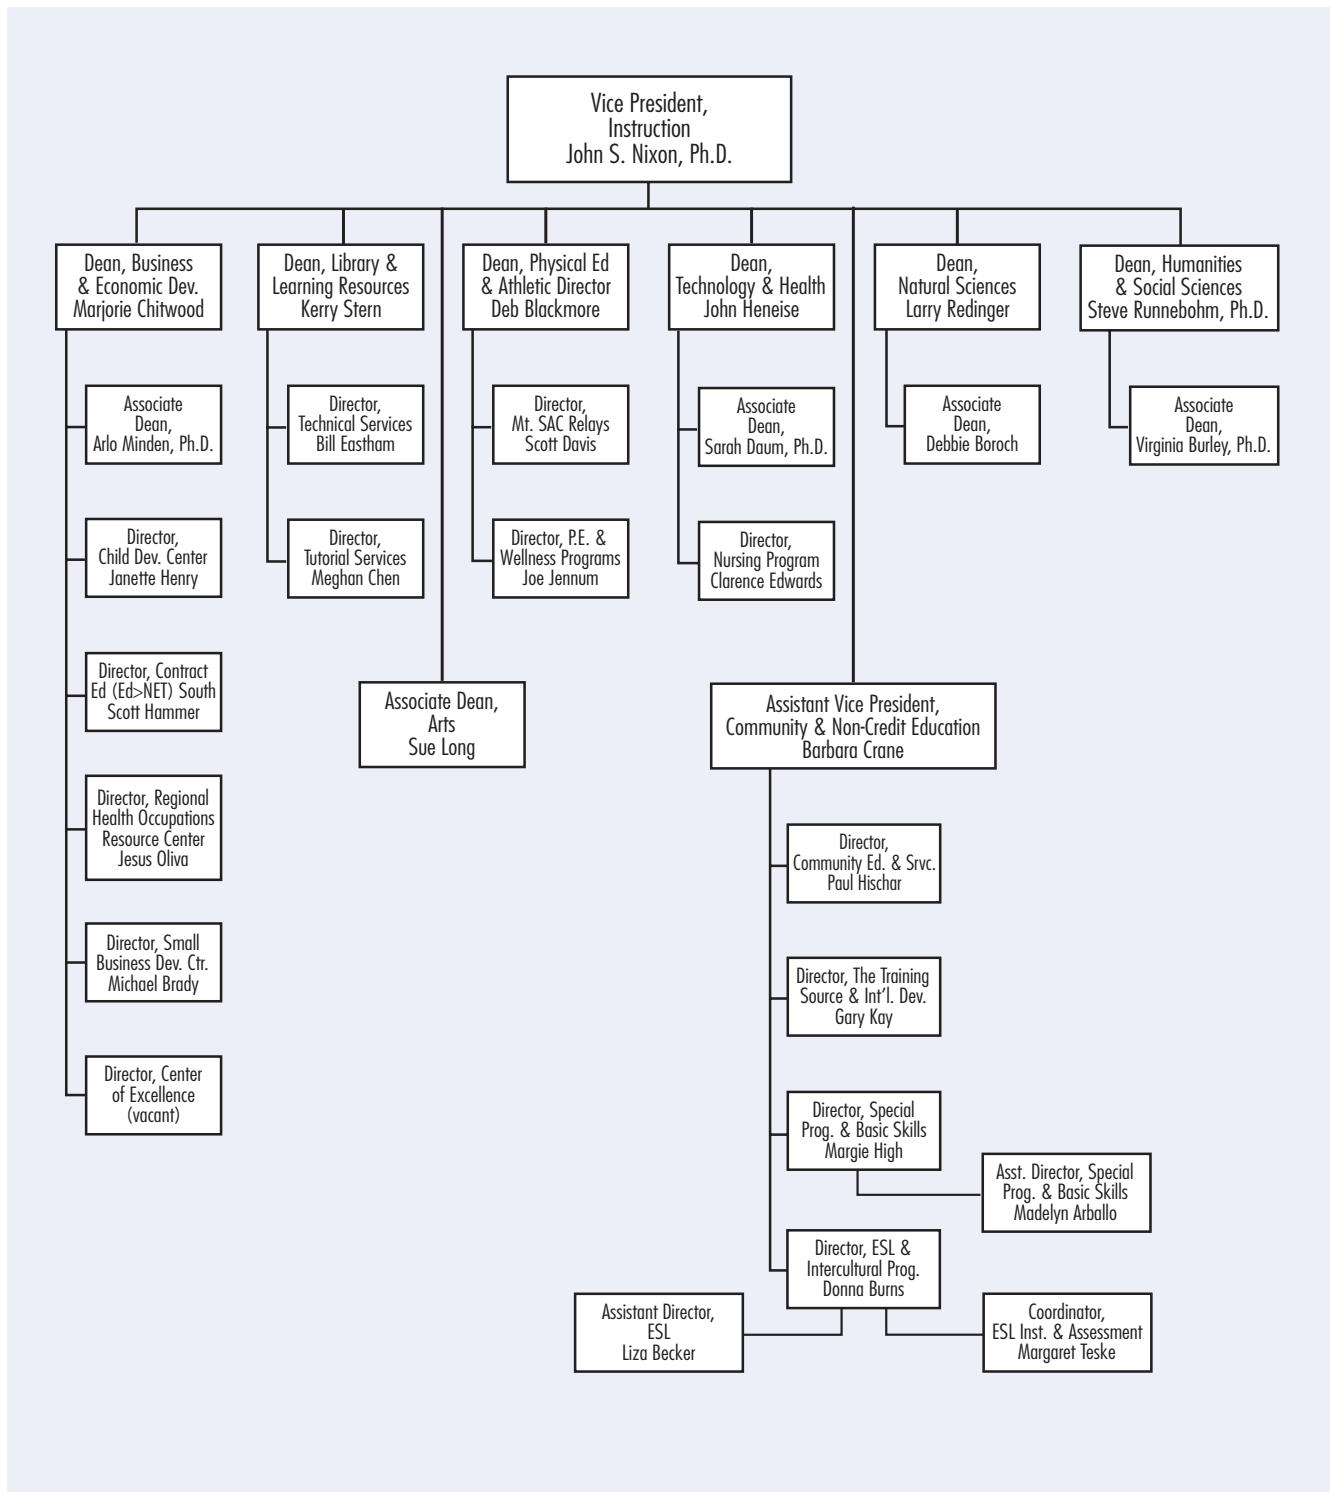 Vice President,
Instruction
John S. Nixon, Ph.D.
Dean, Business
& Economic Dev.
Marjorie Chitwood
Dean, Library &
Learning Resources
Kerry Stern
Dean, Physical Ed
& Athletic Director
Deb Blackmore
Dean,
Technology & Health
John Heneise
Dean,
Natural Sciences
Larry Redinger
Dean, Humanities
& Social Sciences
Steve Runnebohm, Ph.D.
Associate
Dean,
Arlo Minden, Ph.D.
Director,
Technical Services
Bill Eastham
Director,
Mt. SAC Relays
Scott Davis
Associate
Dean,
Sarah Daum, Ph.D.
Associate
Dean,
Debbie Boroch
Associate
Dean,
Virginia Burley, Ph.D.
Director,
Child Dev. Center
Janette Henry
Director,
Tutorial Services
Meghan Chen
Director, P.E. &
Wellness Programs
Joe Jennum
Director,
Nursing Program
Clarence Edwards
Director, Contract
Ed (Ed>NET) South
Scott Hammer
Associate Dean,
Arts
Sue Long
Assistant Vice President,
Community & Non-Credit Education
Barbara Crane
Director, Regional
Health Occupations
Resource Center
Jesus Oliva
Director,
Community Ed. & Srvc.
Paul Hischar
Director, Small
Business Dev. Ctr.
Michael Brady
Director, The Training
Source & Int'l. Dev.
Gary Kay
Director, Center
of Excellence
(vacant)
Director, Special
Prog. & Basic Skills
Margie High
Asst. Director, Special
Prog. & Basic Skills
Madelyn Arballo
Director, ESL &
Intercultural Prog.
Donna Burns
Assistant Director,
ESL
Liza Becker
Coordinator,
ESL Inst. & Assessment
Margaret Teske